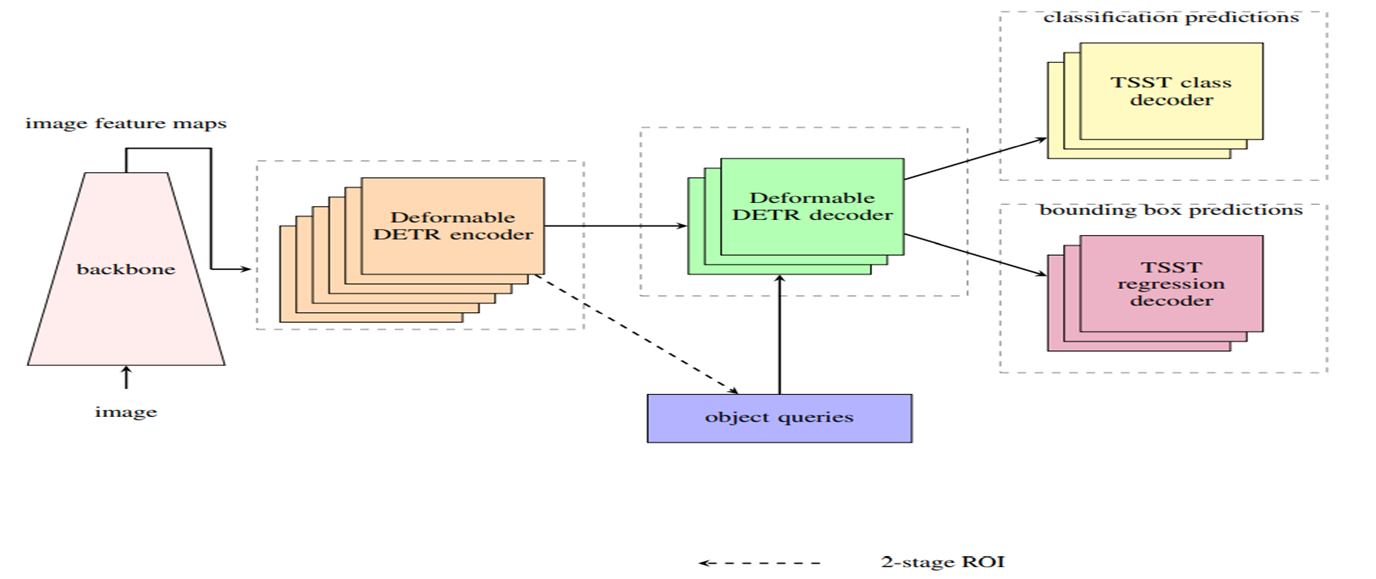 classification predictions
TSST class
decoder
image feature maps
Deformable
DETR encoder
Deformable
DETR decoder
bounding box predictions
TSST
regression
decoder
backbone
image
object queries
2-stage ROI